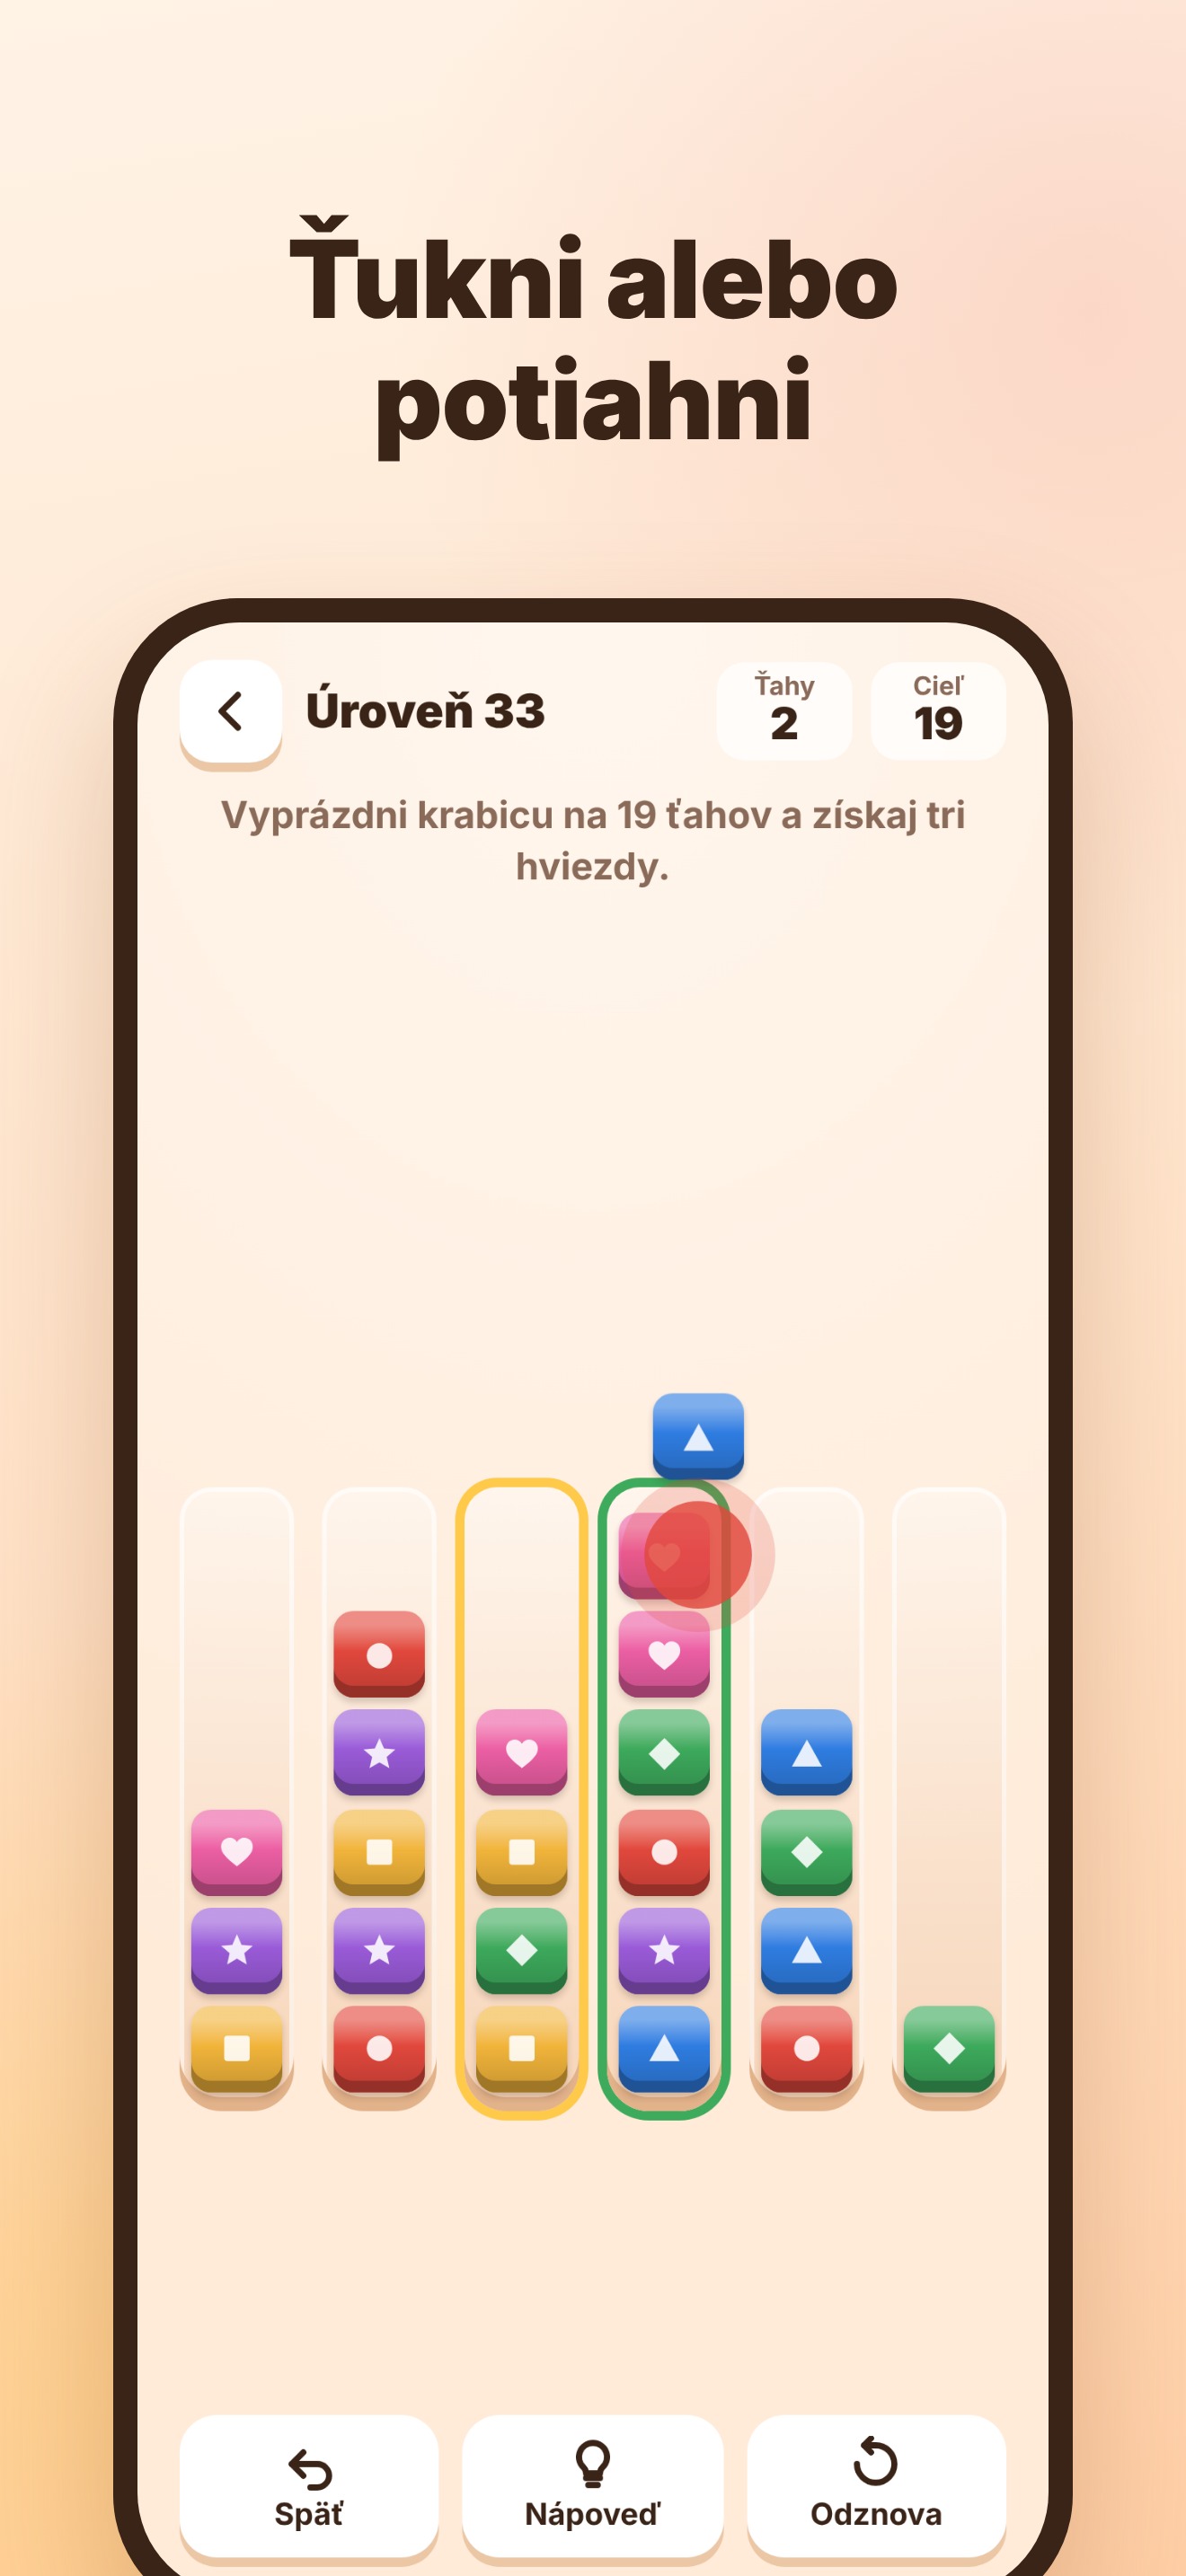 Ťukni alebo
potiahni
Úroveň 33
Ťahy
2
Cieľ
19
Vyprázdni krabicu na 19 ťahov a získaj tri
hviezdy.
Späť
Nápoveď
Odznova